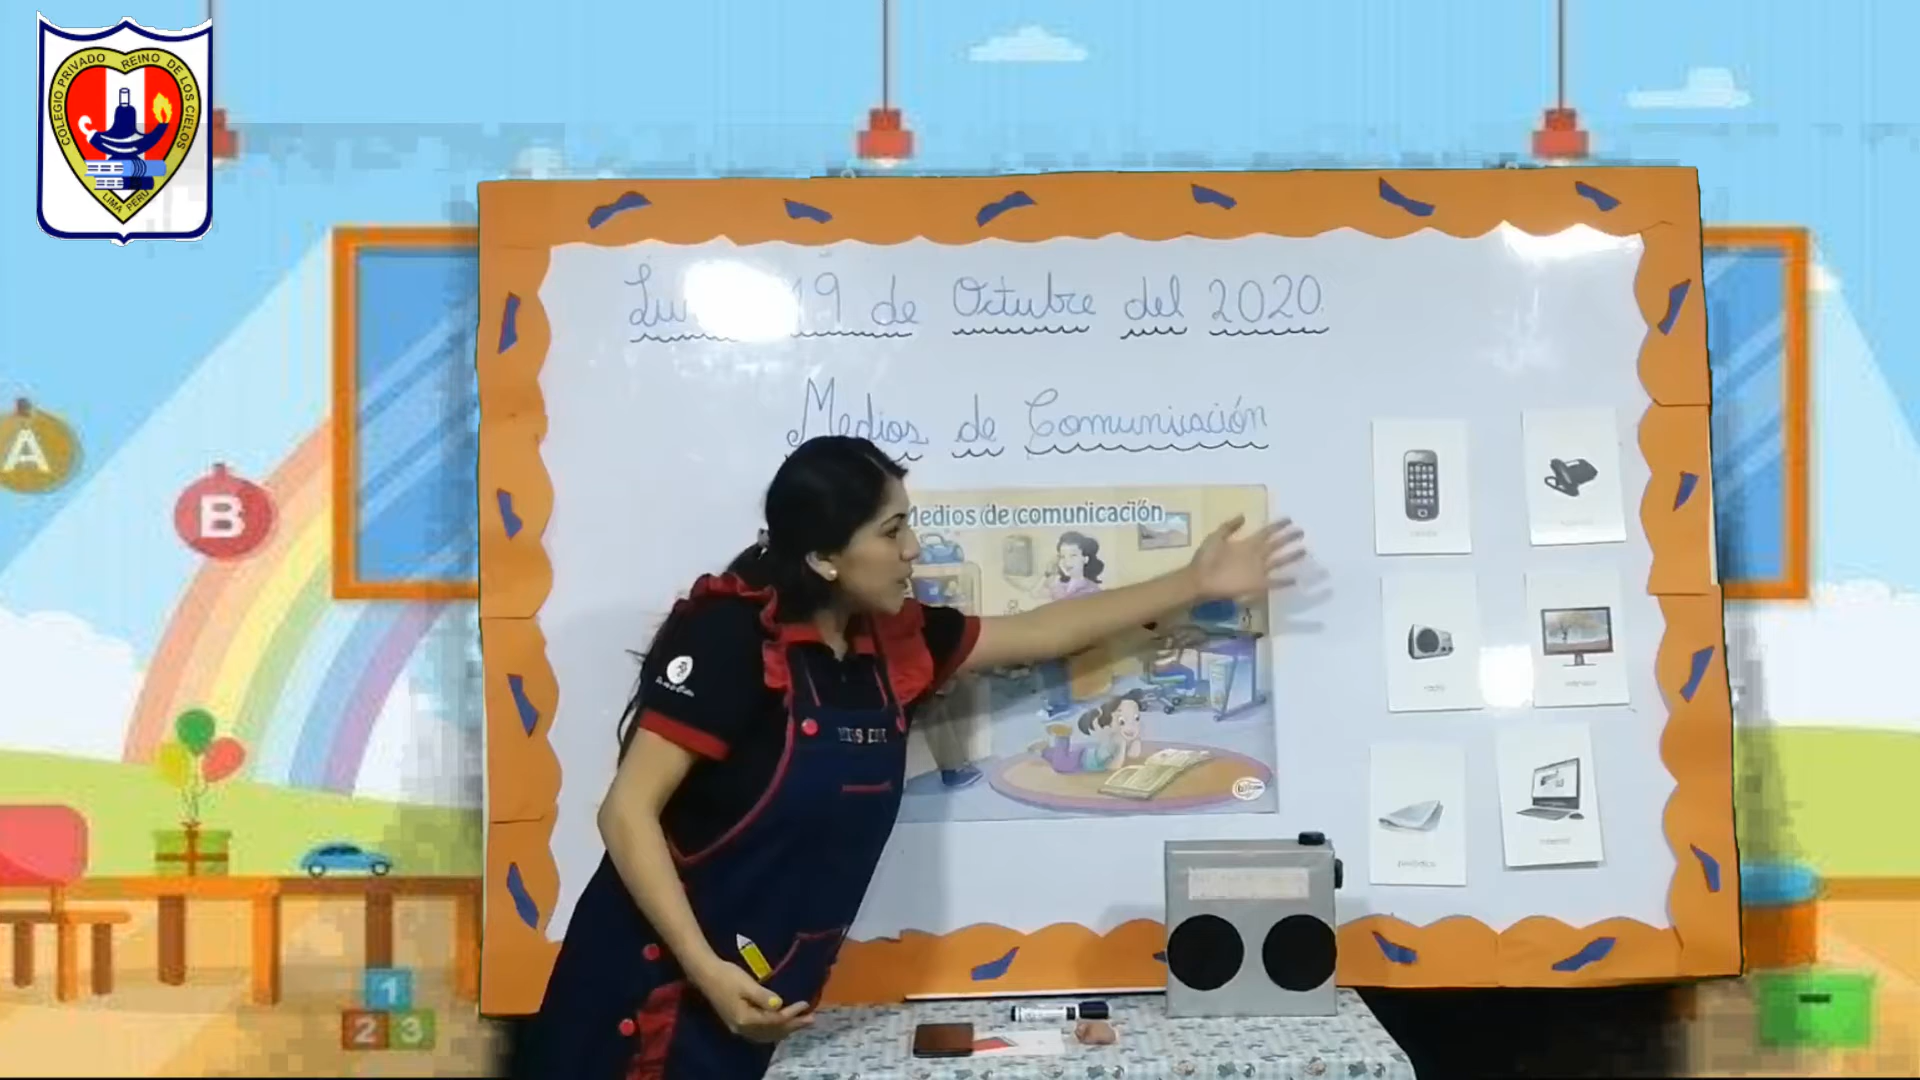 COLEGIO PRIVADO REINO DE LOS CIELOS
LIMA PERÚ
A
B
19 de Octubre del 2020.
Medios de Comunicación
Medios de comunicación
radio
1
2 3